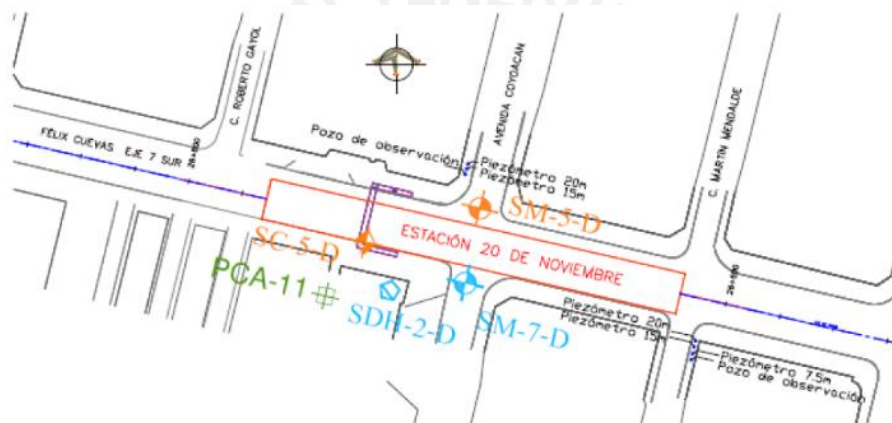 C. ROBERTO GAYOL
AVENIDA COYOACAN
C. MARTIN MENDALDE
FÉLIX CUEVAS EJE 7 SUR
Pozo de observación
Piezómetro 20m
Piezómetro 15m
SM-5-D
SC-5-D
ESTACIÓN 20 DE NOVIEMBRE
PCA-11
SDH-2-D
SM-7-D
Piezómetro 20m
Piezómetro 15m
Piezómetro 7.5m
Pozo de observación